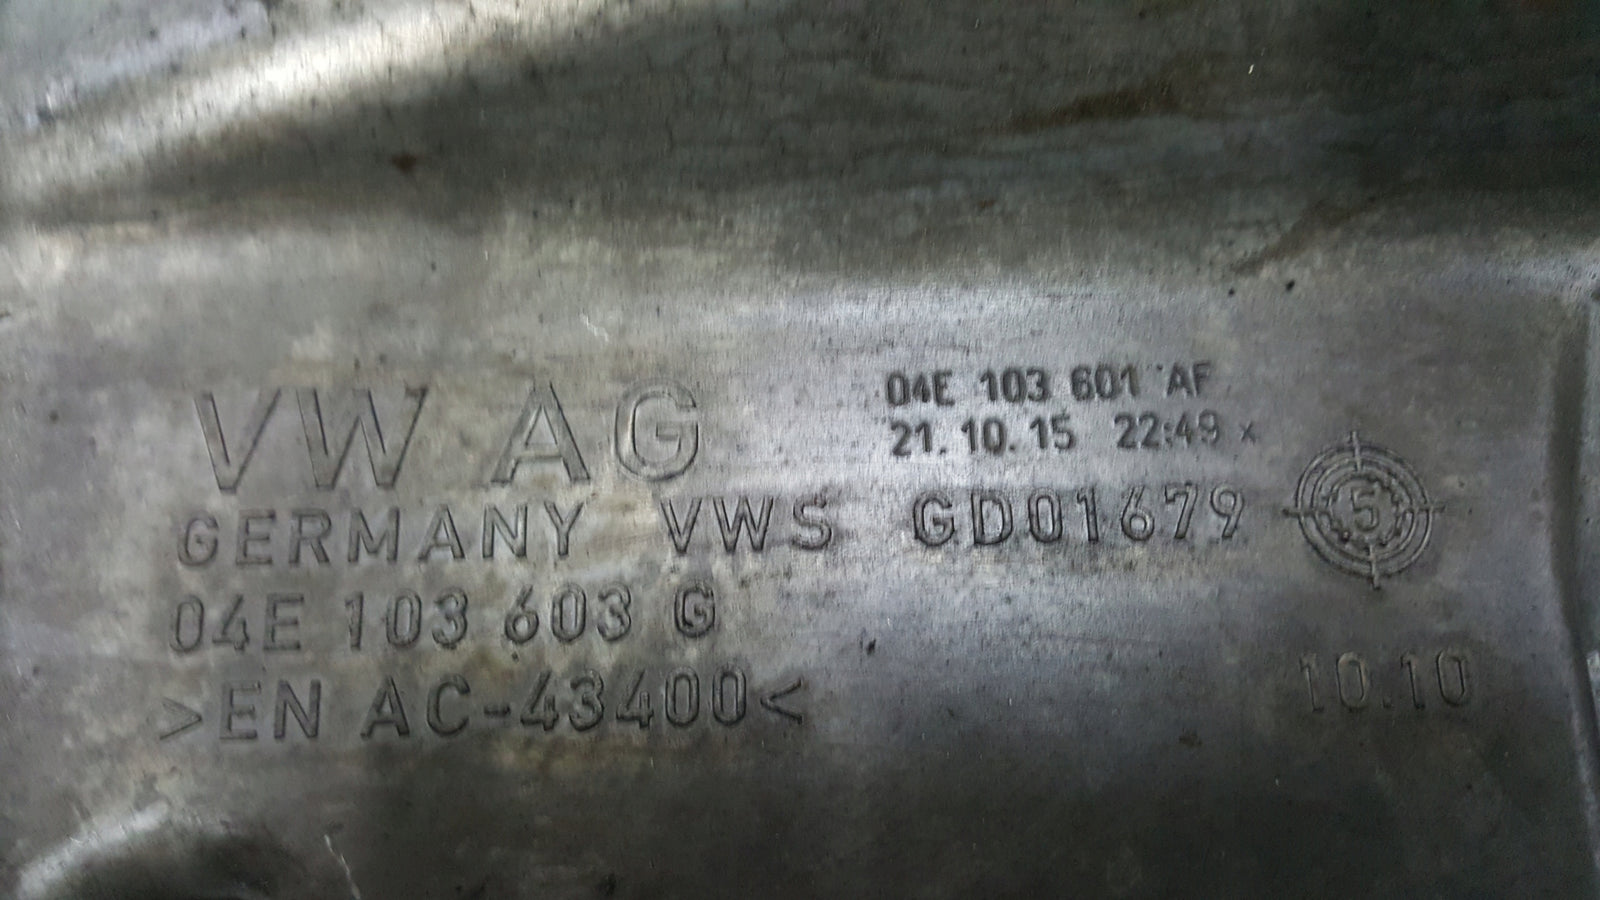 VW AG
04E 103 601 AF
21.10.15 22:49 x
GERMANY VWS GD01679
5
04E 103 603 G
>EN AC-43400<
10.10